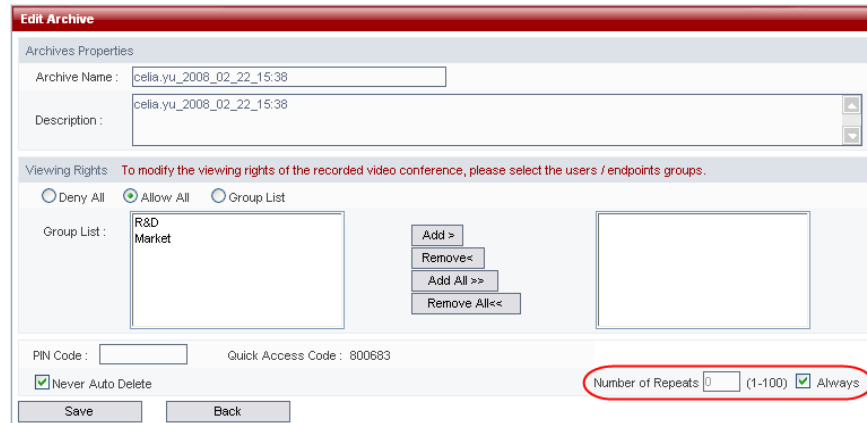 Edit Archive
Archives Properties
Archive Name : celia.yu_2008_02_22_15:38
Description : celia.yu_2008_02_22_15:38
Viewing Rights To modify the viewing rights of the recorded video conference, please select the users / endpoints groups.
Deny All Allow All Group List
Group List :
R&D
Market
Add >
Remove<
Add All >>
Remove All<<
PIN Code : Quick Access Code : 800683
Never Auto Delete Number of Repeats 0 (1-100) Always
Save Back